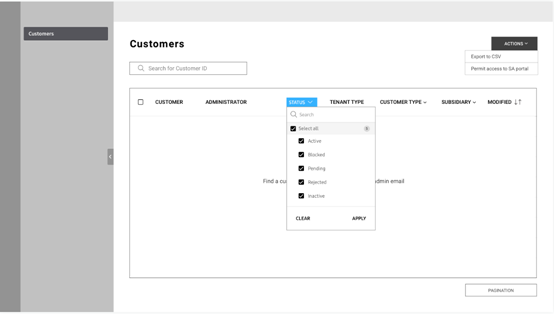 Customers
Customers
ACTIONS
Export to CSV
Permit access to SA portal
Search for Customer ID
CUSTOMER ADMINISTRATOR STATUS TENANT TYPE CUSTOMER TYPE SUBSIDIARY MODIFIED
Search
Select all
Active
Blocked
Pending
Find a cu dmin email
Rejected
Inactive
CLEAR APPLY
PAGINATION